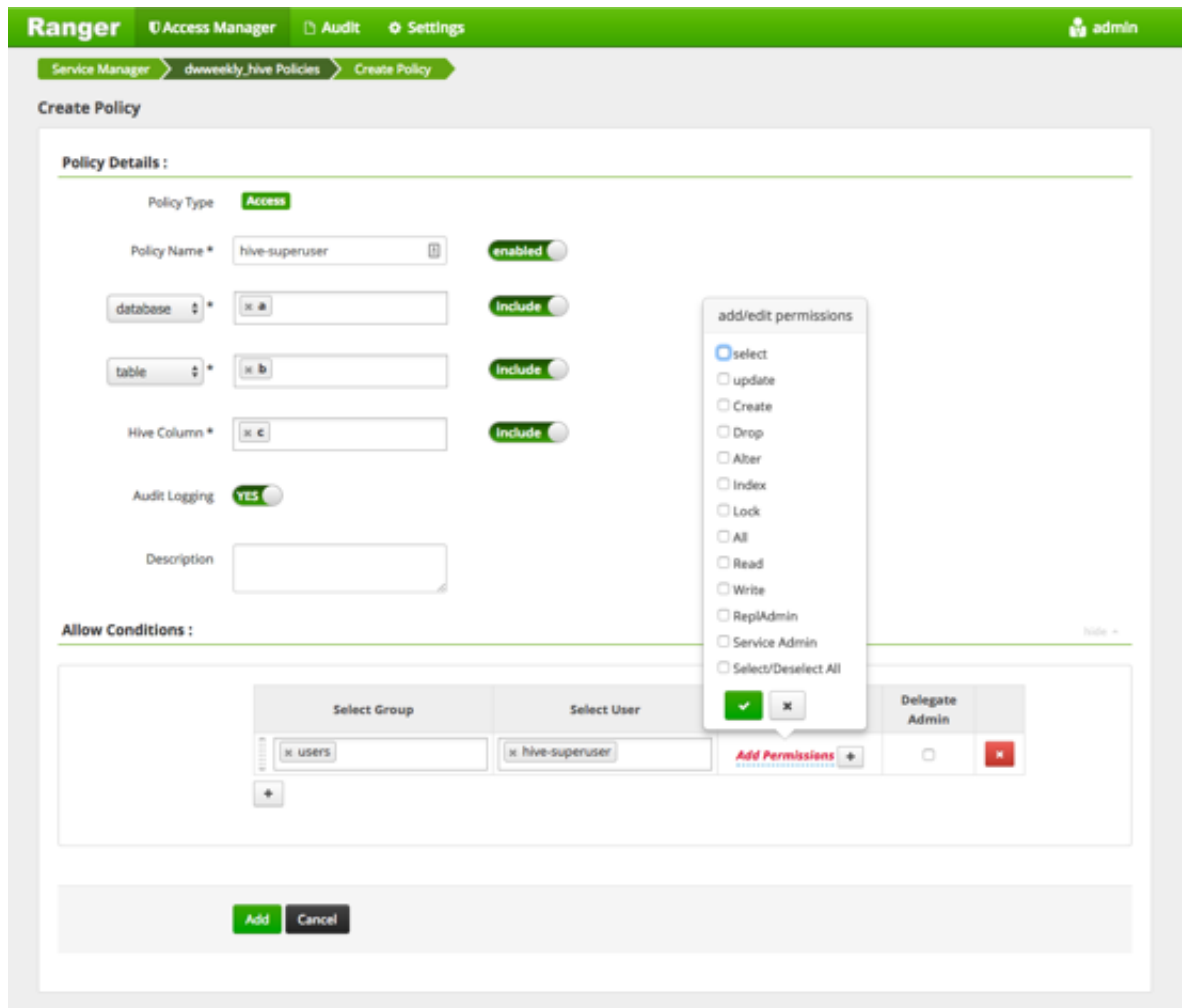 Ranger Access Manager Audit Settings admin
Service Manager dwweekly_hive Policies Create Policy
Create Policy
Policy Details :
Policy Type Access
Policy Name * hive-superuser enabled
database * a Include
table * b Include
Hive Column * c Include
Audit Logging YES
Description
add/edit permissions
select
update
Create
Drop
Alter
Index
Lock
All
Read
Write
ReplAdmin
Service Admin
Select/Deselect All
Allow Conditions :
hide
Select Group Select User Delegate
Admin
users hive-superuser Add Permissions
Add Cancel